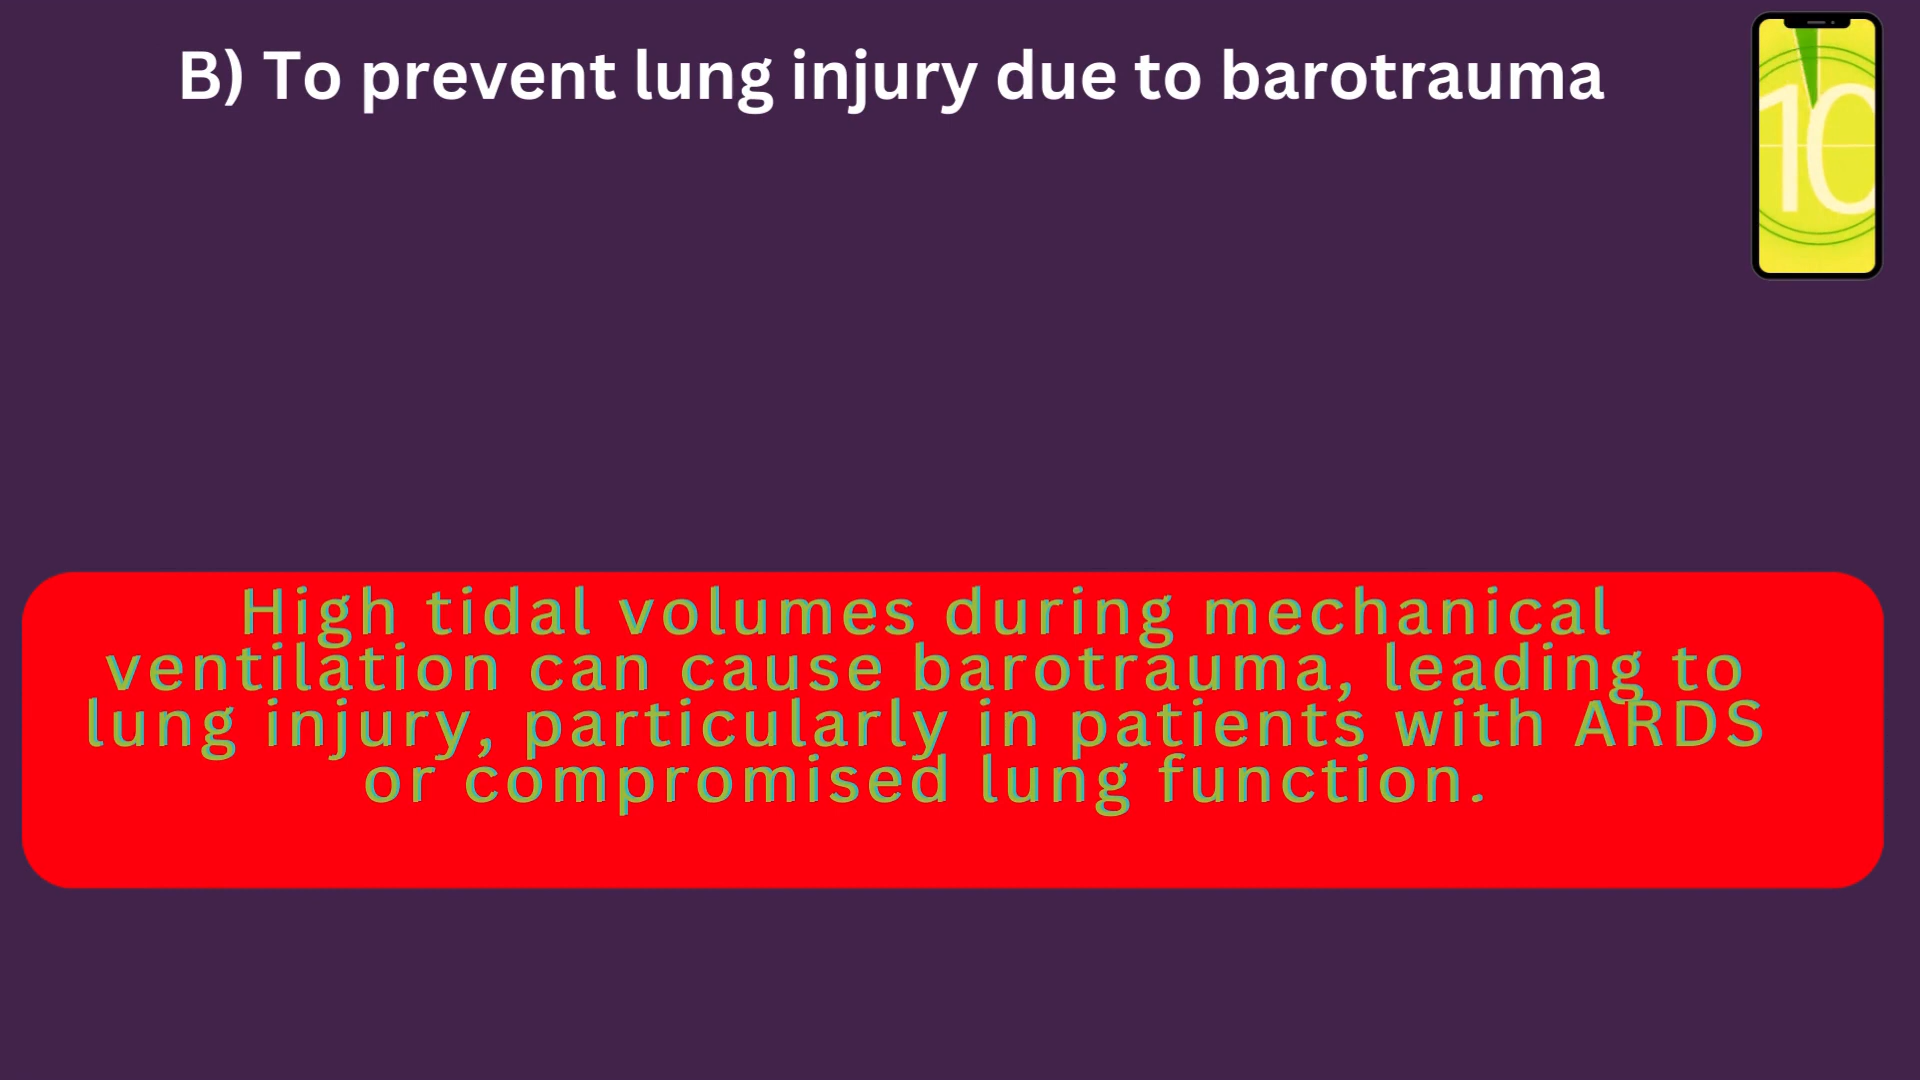 B) To prevent lung injury due to barotrauma
10
High tidal volumes during mechanical
ventilation can cause barotrauma, leading to
lung injury, particularly in patients with ARDS
or compromised lung function.